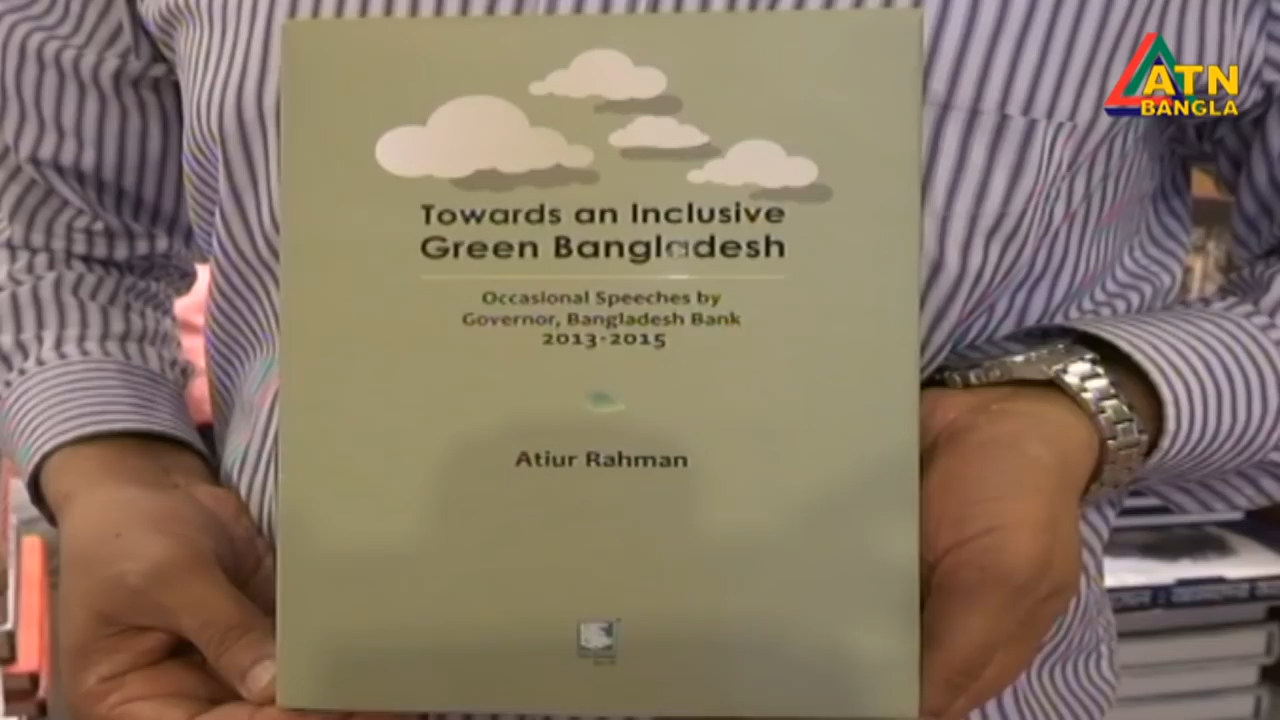 ATN
BANGLA
Towards an Inclusive
Green Bangladesh
Occasional Speeches by
Governor, Bangladesh Bank
2013-2015
Atiur Rahman